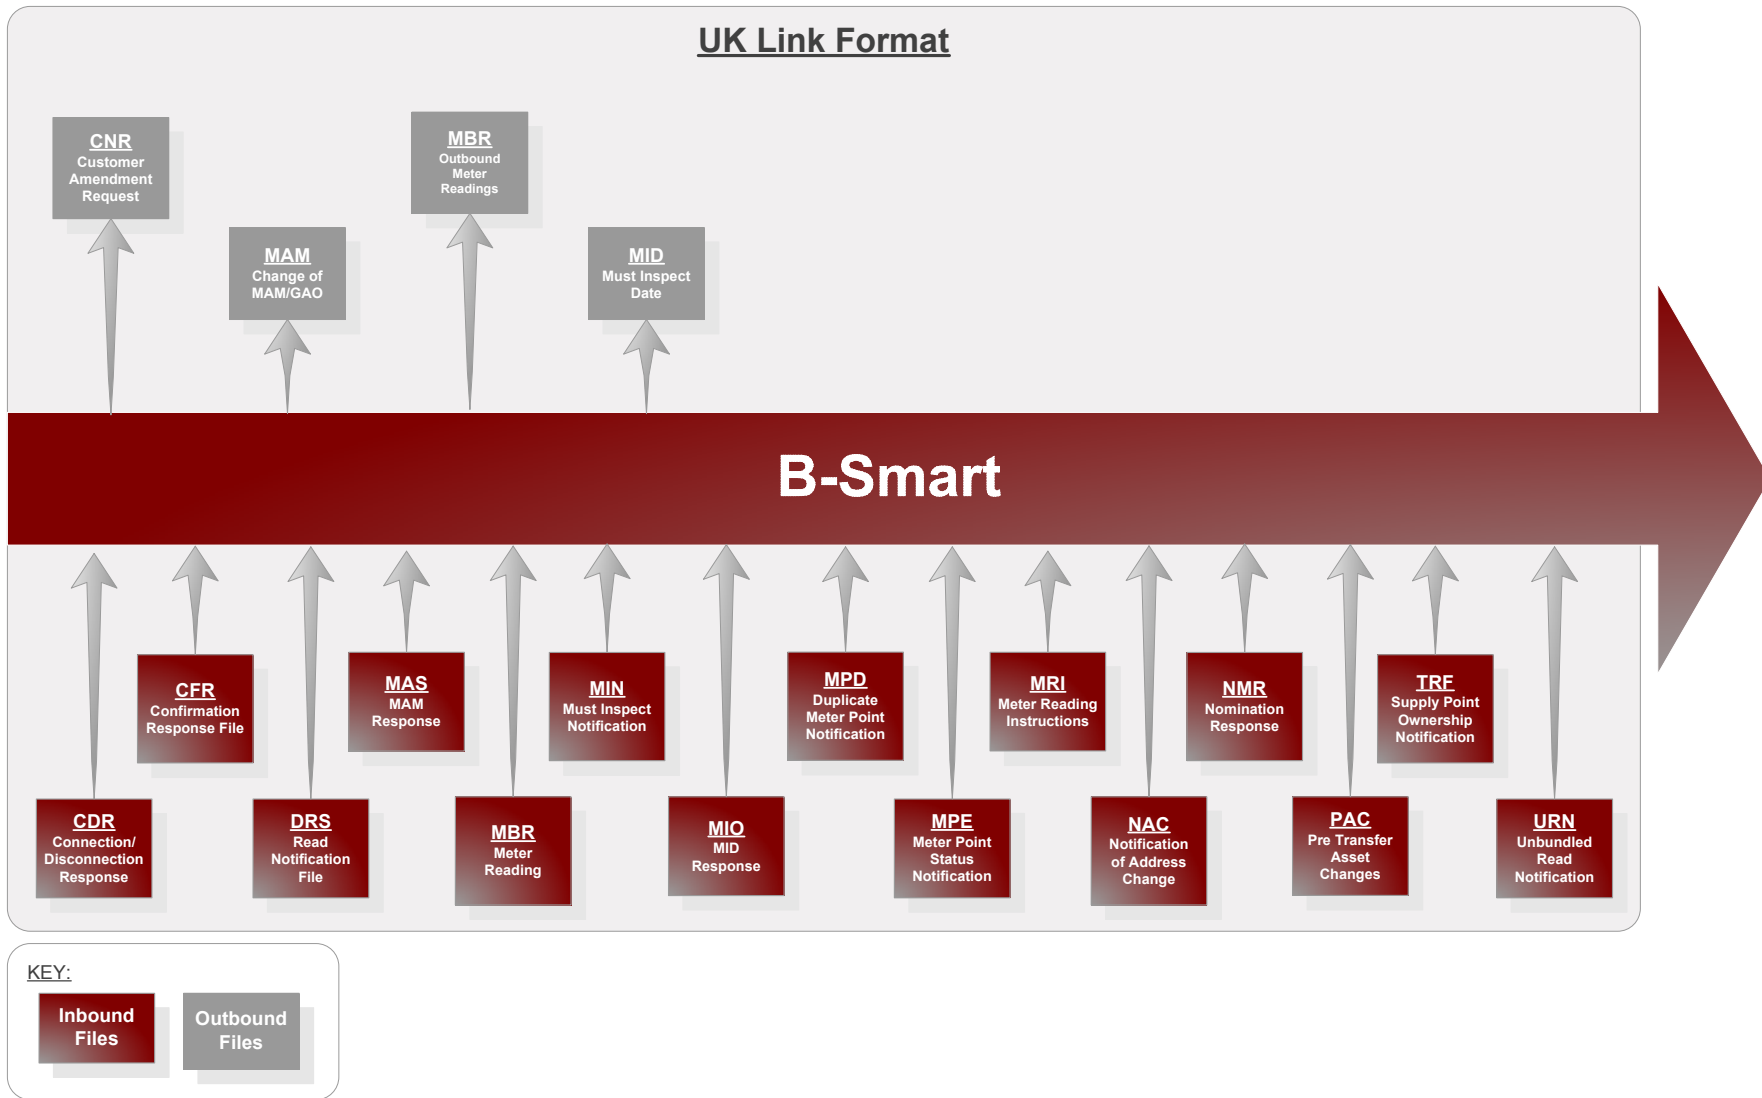 UK Link Format
CNR
Customer
Amendment
Request
MBR
Outbound
Meter
Readings
MAM
Change of
MAM/GAO
MID
Must Inspect
Date
B-Smart
CFR
Confirmation
Response File
MAS
MAM
Response
MIN
Must Inspect
Notification
MPD
Duplicate
Meter Point
Notification
MRI
Meter Reading
Instructions
NMR
Nomination
Response
TRF
Supply Point
Ownership
Notification
CDR
Connection/
Disconnection
Response
DRS
Read
Notification
File
MBR
Meter
Reading
MIO
MID
Response
MPE
Meter Point
Status
Notification
NAC
Notification
of Address
Change
PAC
Pre Transfer
Asset
Changes
URN
Unbundled
Read
Notification
KEY:
Inbound
Files
Outbound
Files